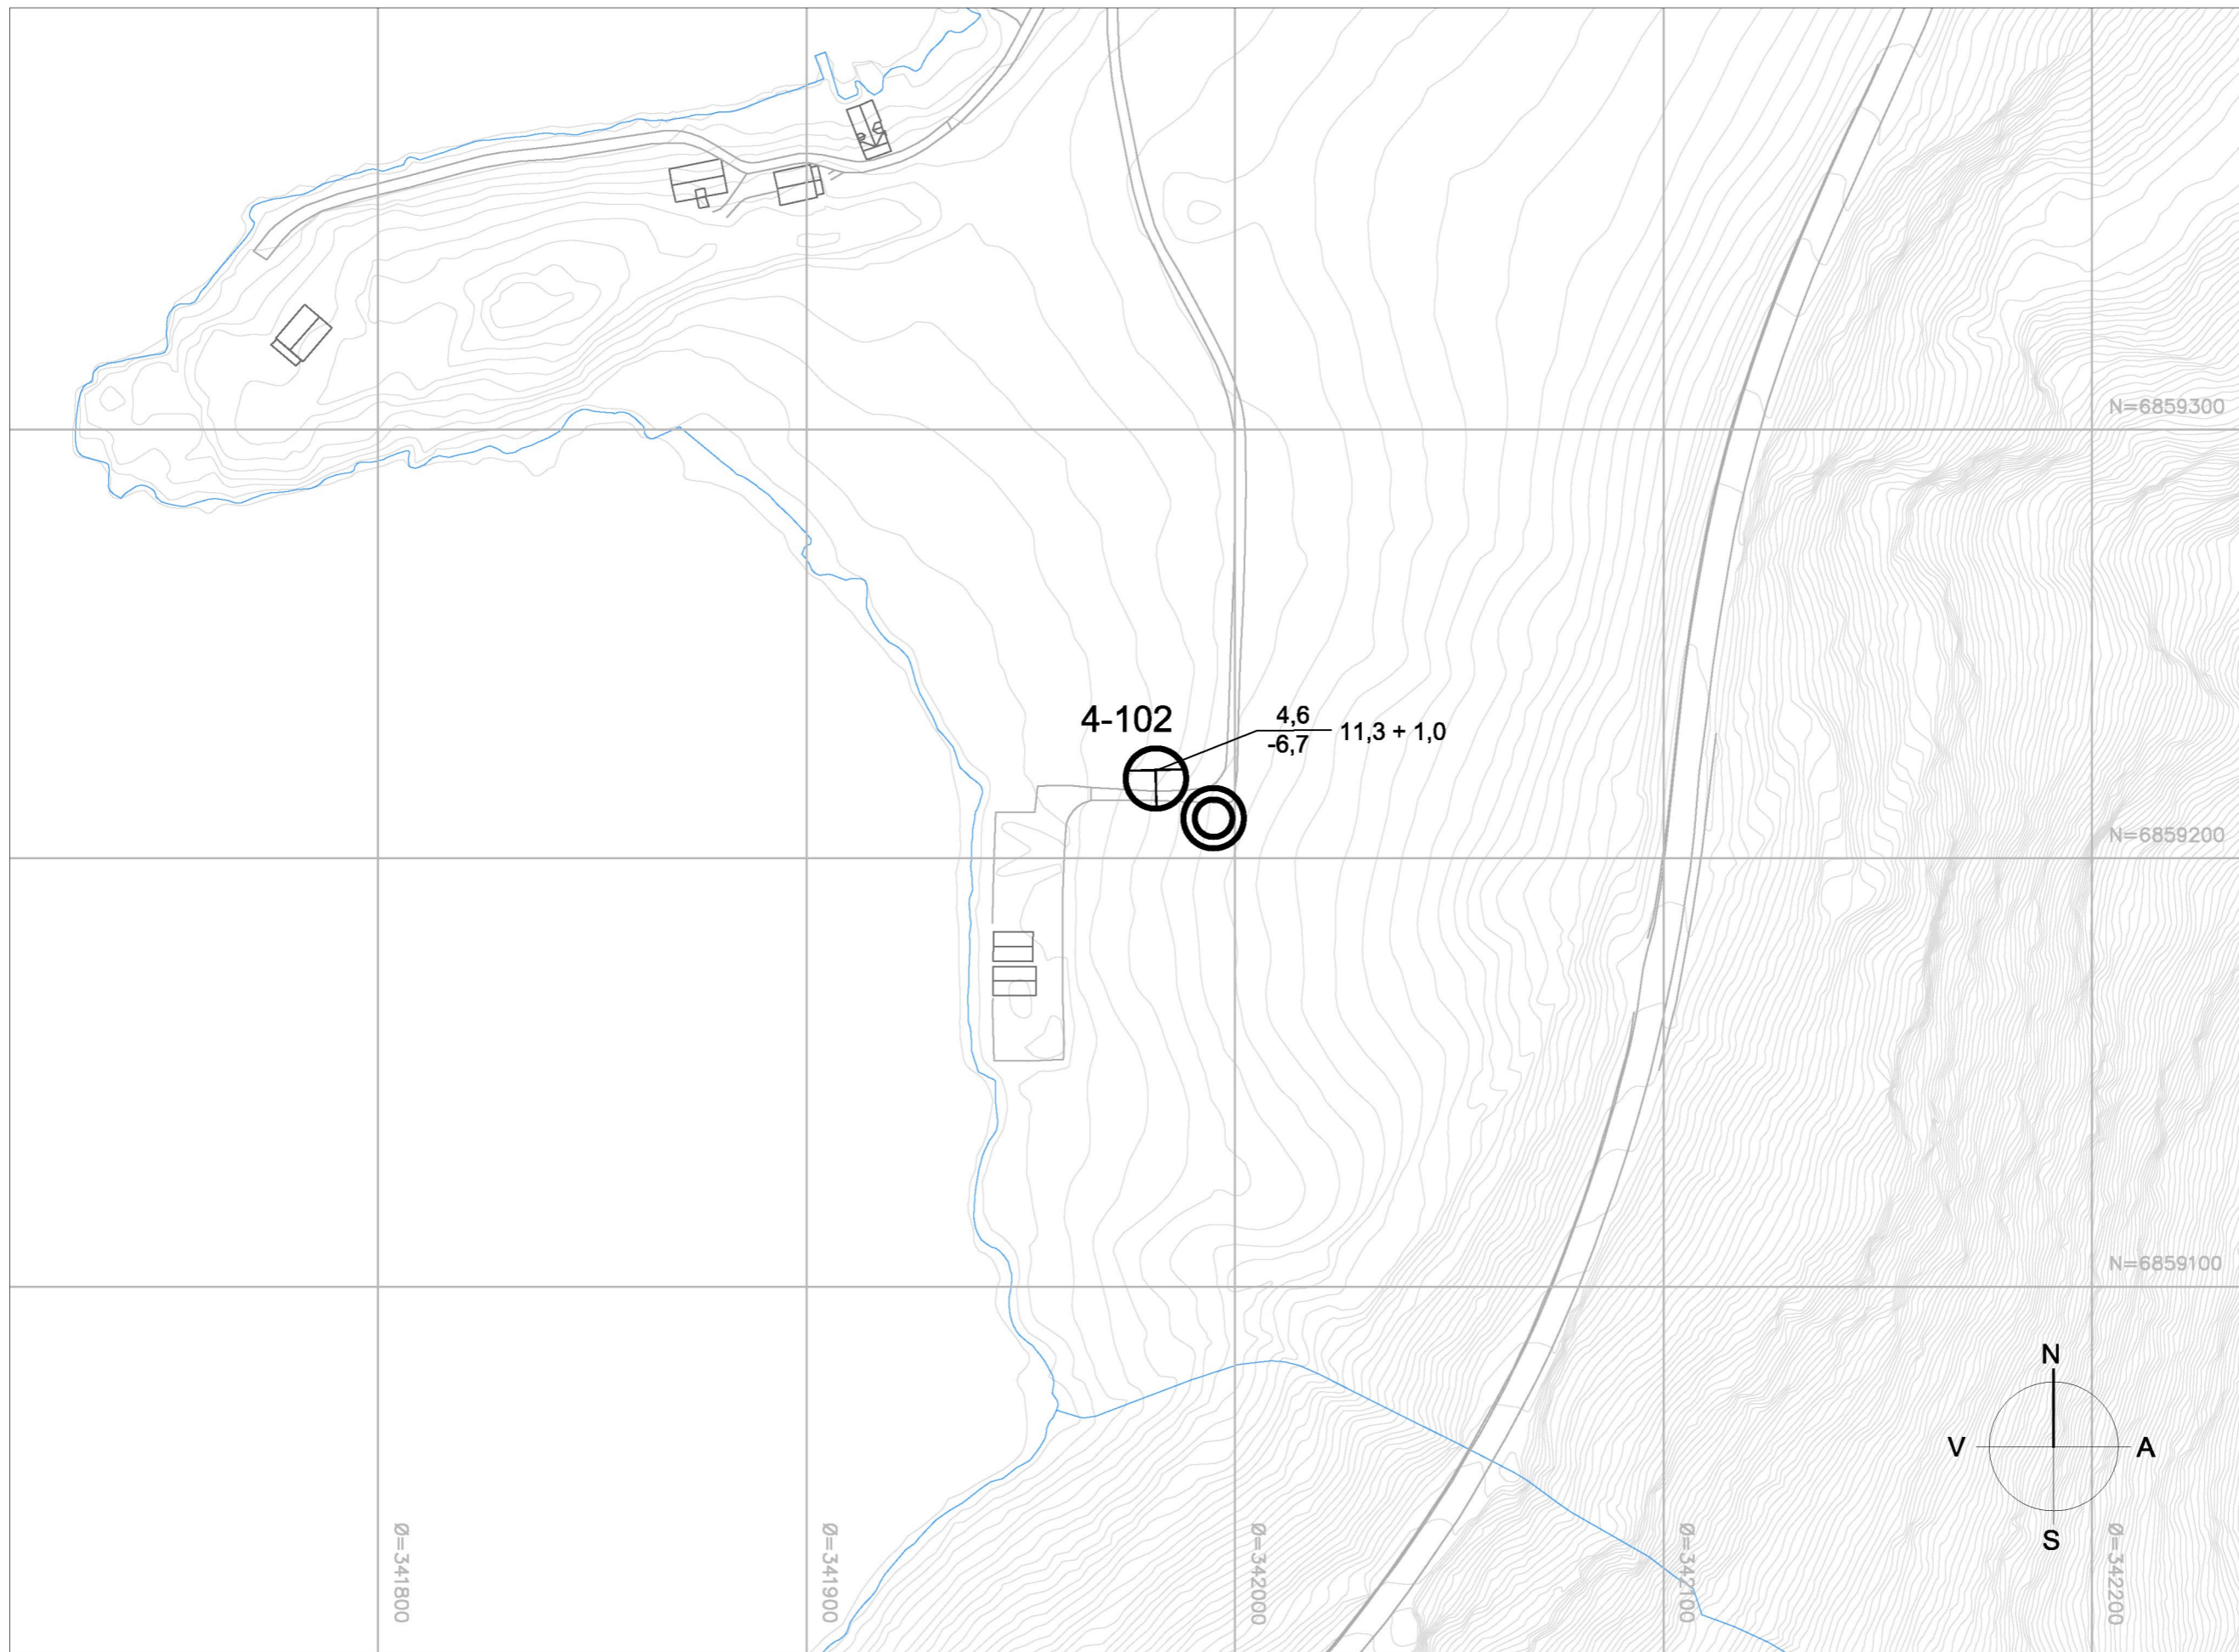 N=6859300
4-102
4,6
-6,7
11,3 + 1,0
N=6859200
N=6859100
N
V
A
S
Ø=341800
Ø=341900
Ø=342000
Ø=342100
Ø=342200